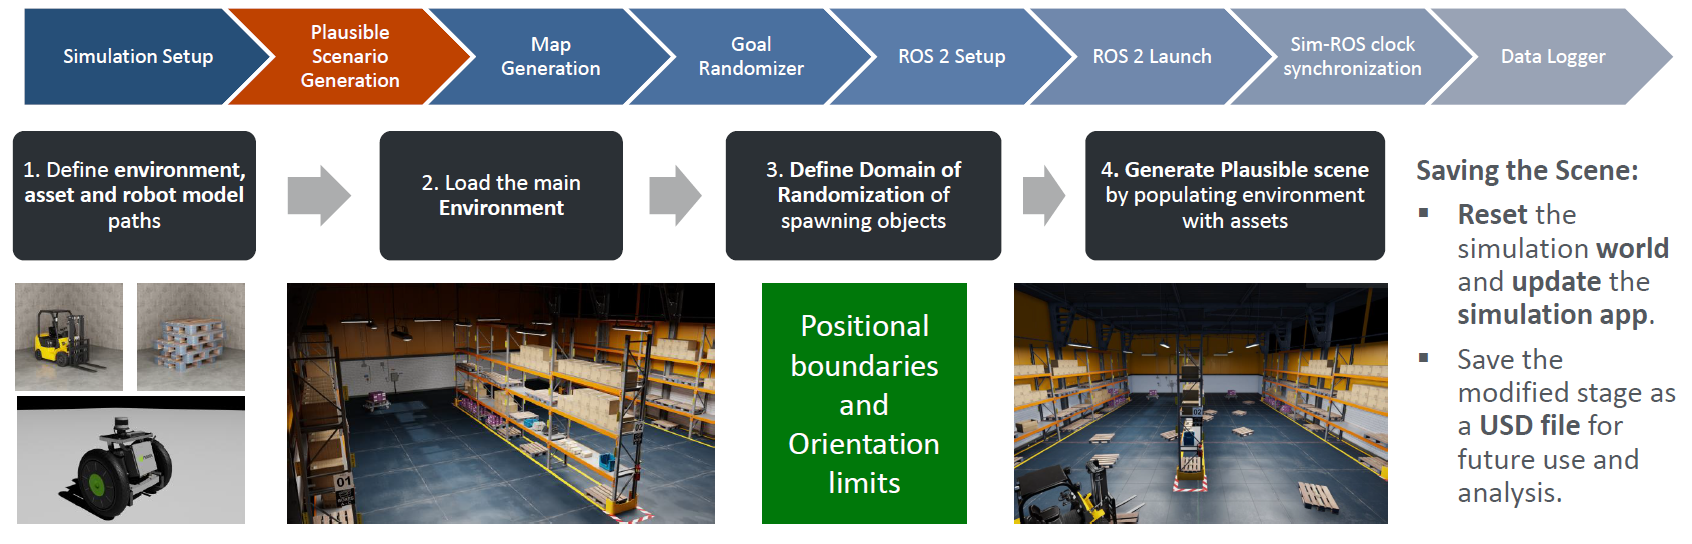 Simulation Setup
Plausible
Scenario
Generation
Map
Generation
Goal
Randomizer
ROS 2 Setup
ROS 2 Launch
Sim-ROS clock
synchronization
Data Logger
1. Define environment,
asset and robot model
paths
2. Load the main
Environment
3. Define Domain of
Randomization of
spawning objects
4. Generate Plausible scene
by populating environment
with assets
Positional
boundaries
and
Orientation
limits
01
02
02
Saving the Scene:
▪ Reset the
simulation world
and update the
simulation app.
▪ Save the
modified stage as
a USD file for
future use and
analysis.